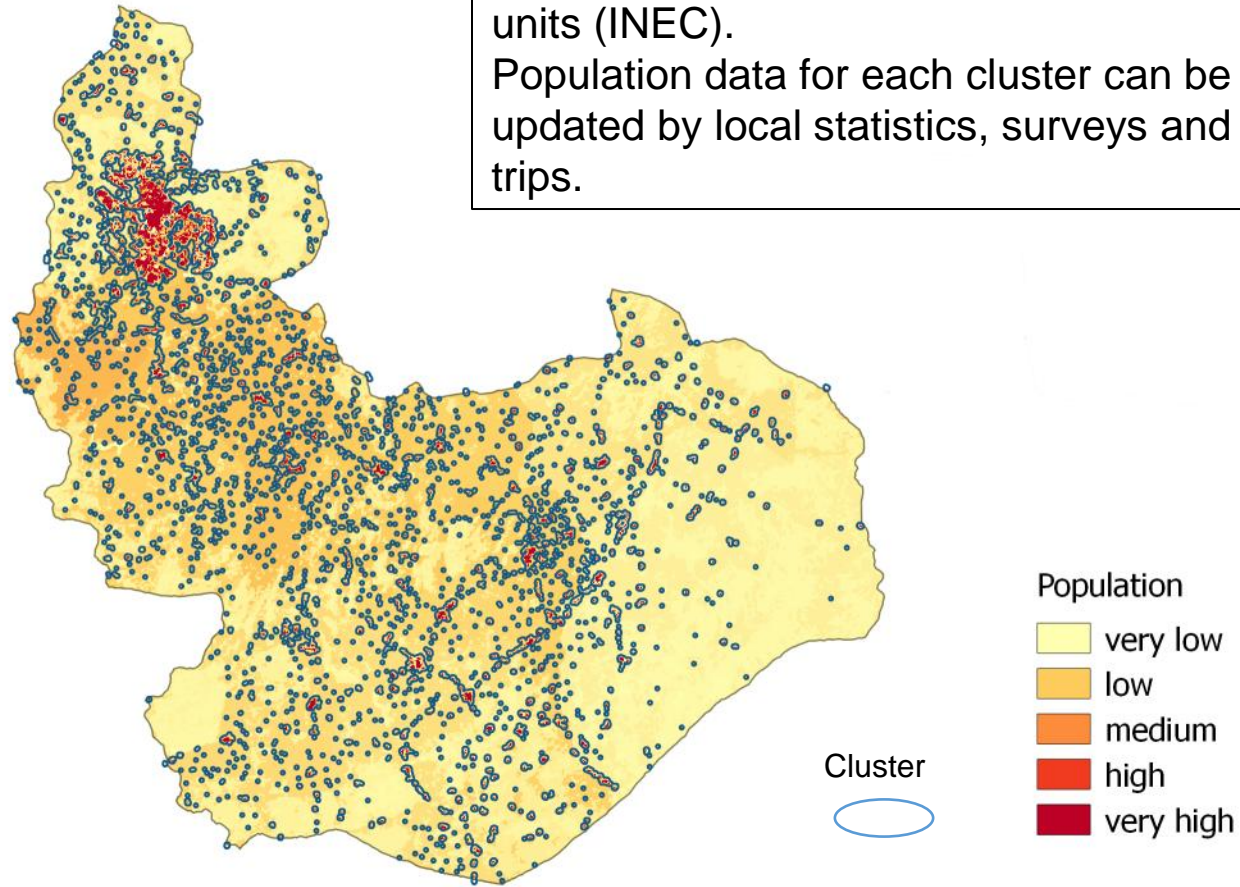 units (INEC).
Population data for each cluster can be
updated by local statistics, surveys and
trips.
Population
very low
low
medium
high
very high
Cluster